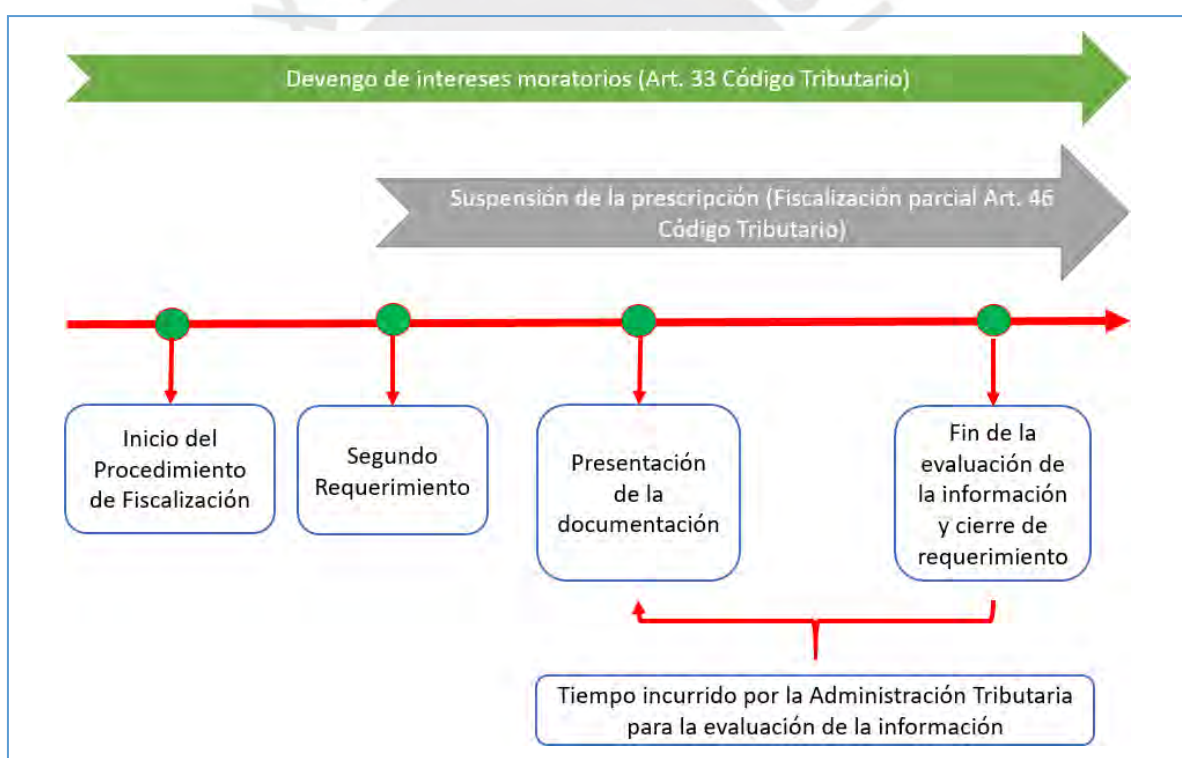 Devengo de intereses moratorios (Art. 33 Código Tributario)
Suspensión de la prescripción (Fiscalización parcial Art. 46
Código Tributario)
Inicio del
Procedimiento
de Fiscalización
Segundo
Requerimiento
Presentación
de la
documentación
Fin de la
evaluación de
la información
y cierre de
requerimiento
Tiempo incurrido por la Administración Tributaria
para la evaluación de la información